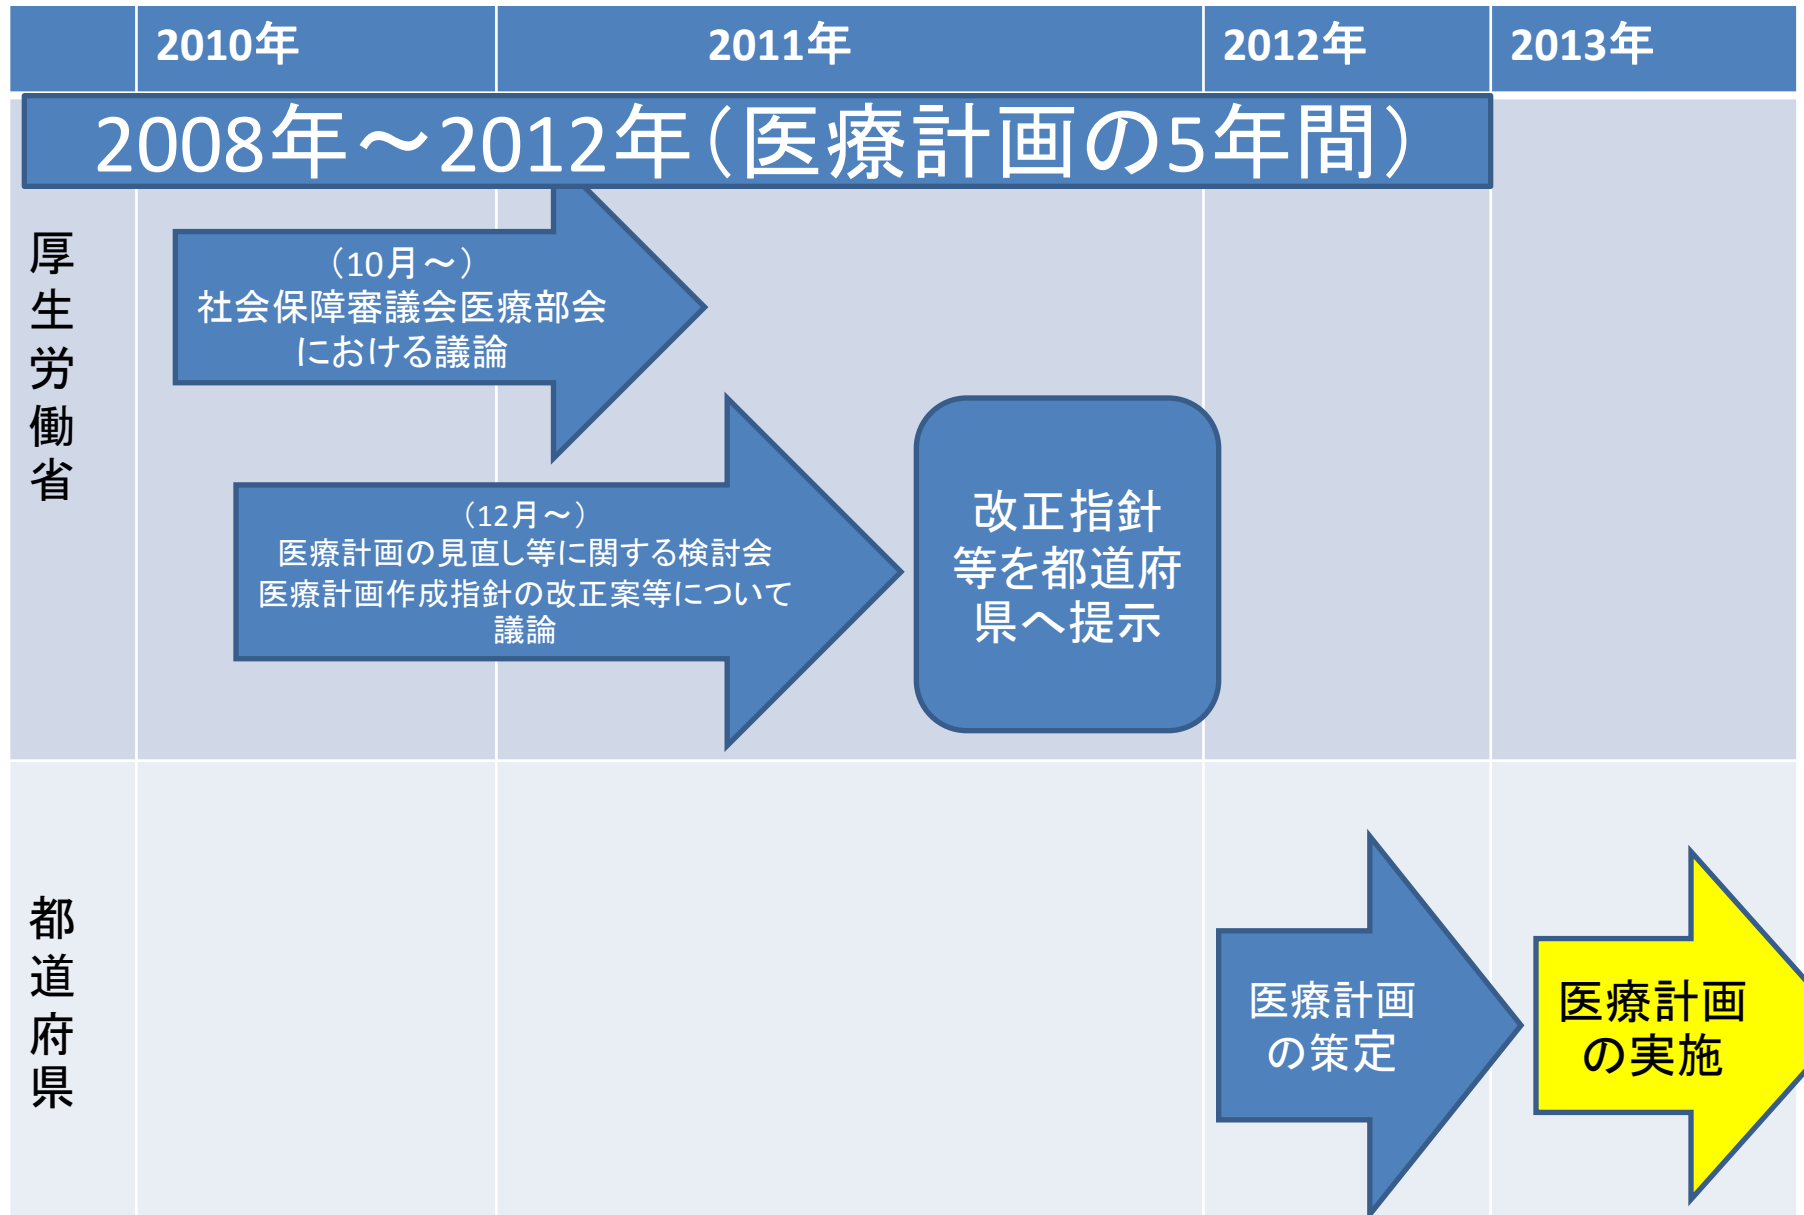 2010年
2011年
2012年
2013年
2008年～2012年（医療計画の5年間）
厚生労働省
（10月～）
社会保障審議会医療部会
における議論
（12月～）
医療計画の見直し等に関する検討会
医療計画作成指針の改正案等について
議論
改正指針
等を都道府
県へ提示
都道府県
医療計画
の策定
医療計画
の実施